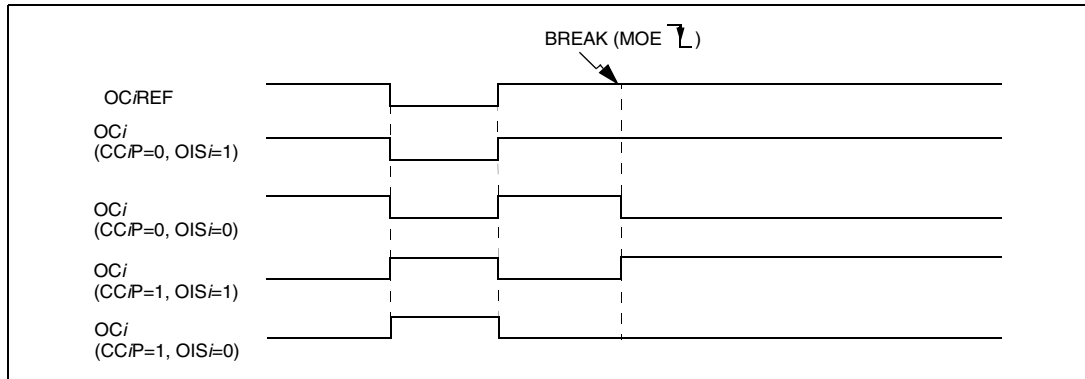 BREAK (MOE )
OCiREF
OCi
(CCiP=0, OISi=1)
OCi
(CCiP=0, OISi=0)
OCi
(CCiP=1, OISi=1)
OCi
(CCiP=1, OISi=0)